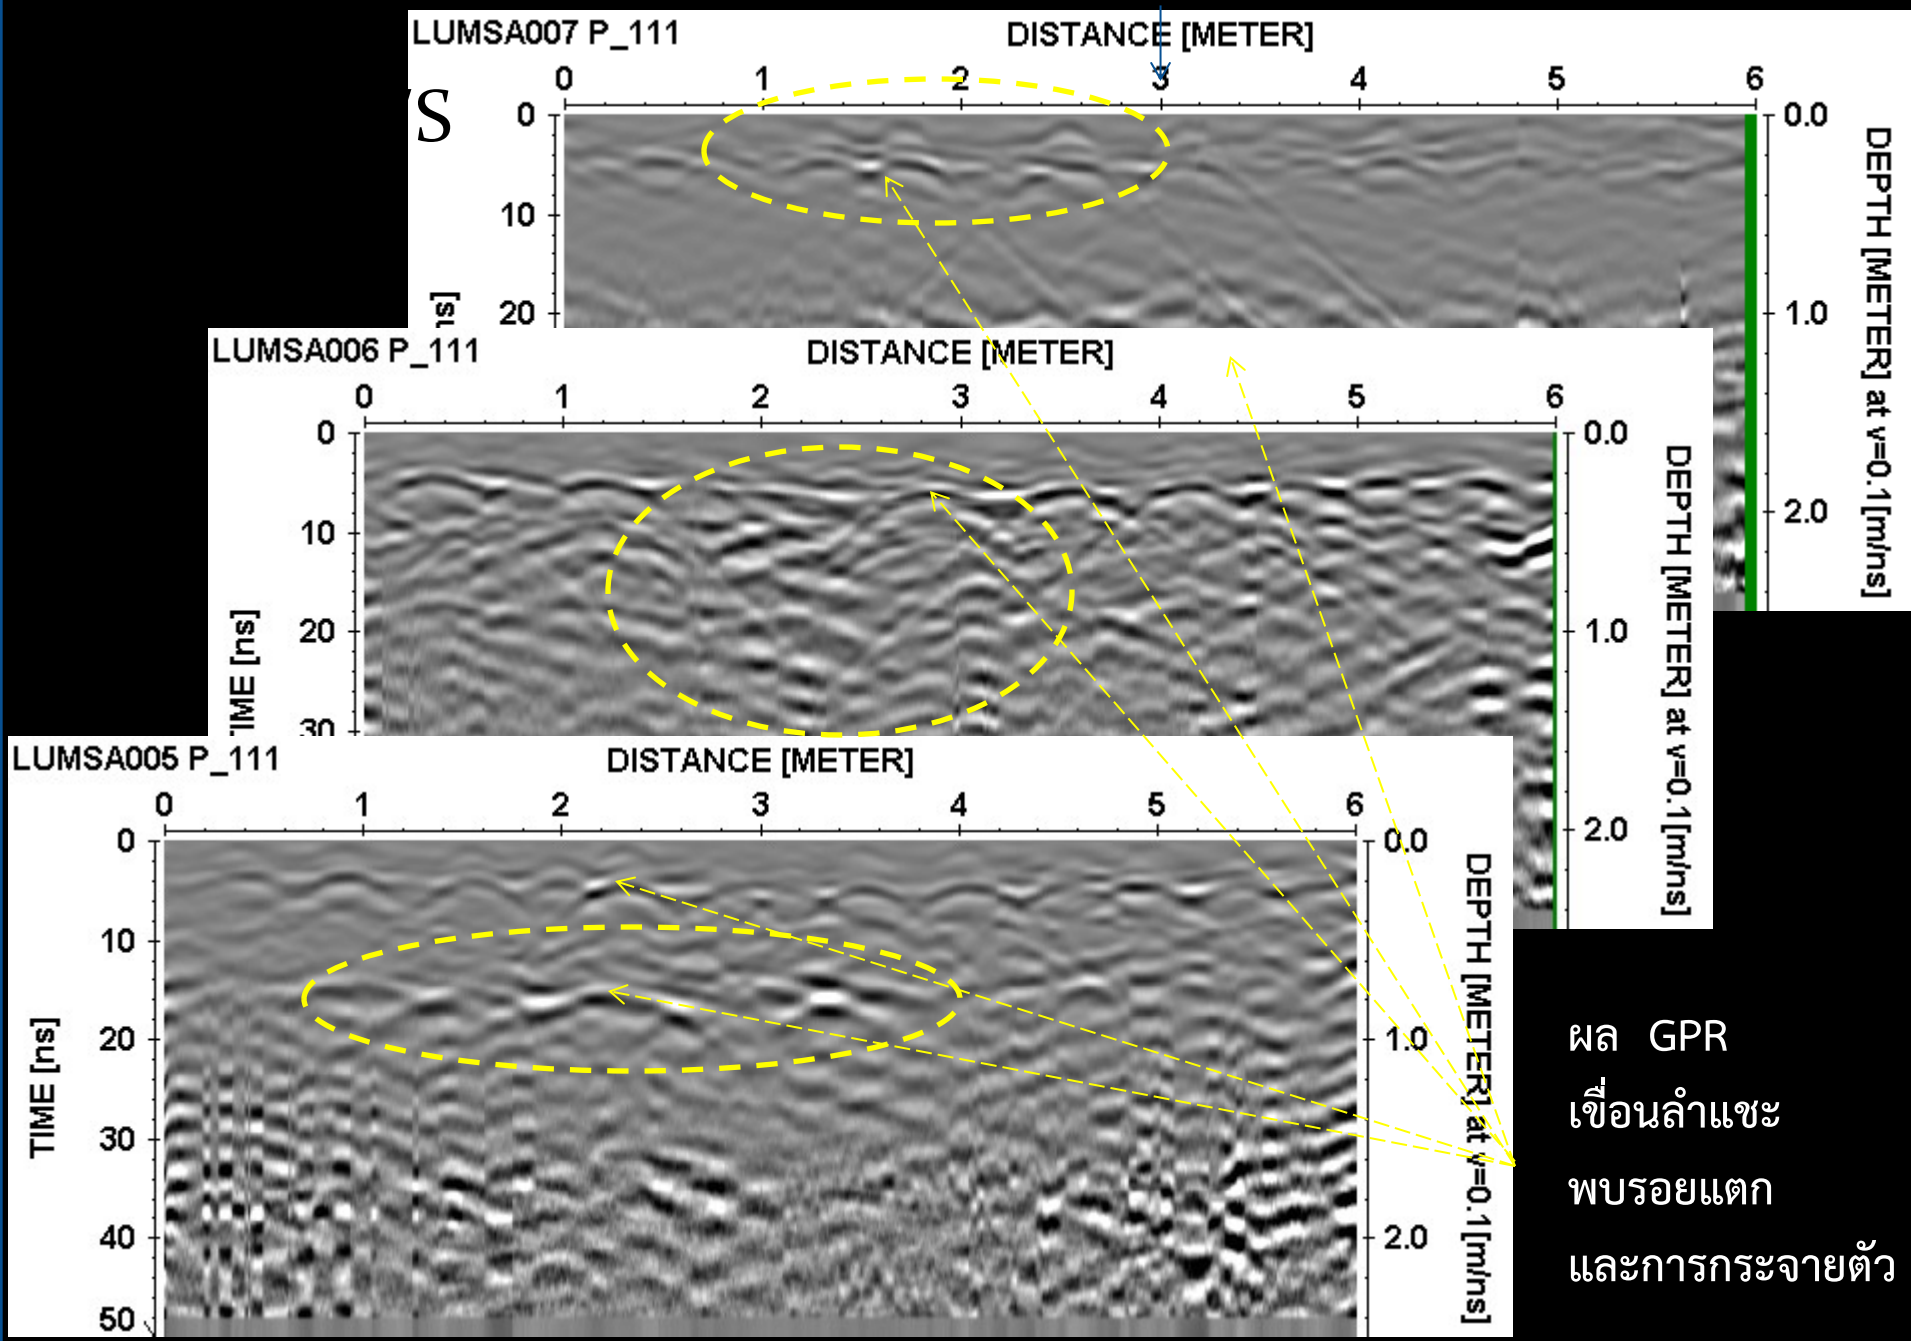 LUMSA007 P_111
DISTANCE [METER]
0 1 2 3 4 5 6
S
0
10
20
0.0
1.0
2.0
DEPTH [METER] at v=0.1[m/ns]
LUMSA006 P_111
DISTANCE [METER]
0 1 2 3 4 5 6
0
10
20
30
TIME [ns]
0.0
1.0
2.0
DEPTH [METER] at v=0.1[m/ns]
LUMSA005 P_111
DISTANCE [METER]
0 1 2 3 4 5 6
0
10
20
30
40
50
TIME [ns]
0.0
1.0
2.0
DEPTH [METER] at v=0.1[m/ns]
ผล GPR
เขื่อนลำแชะ
พบรอยแตก
และการกระจายตัว